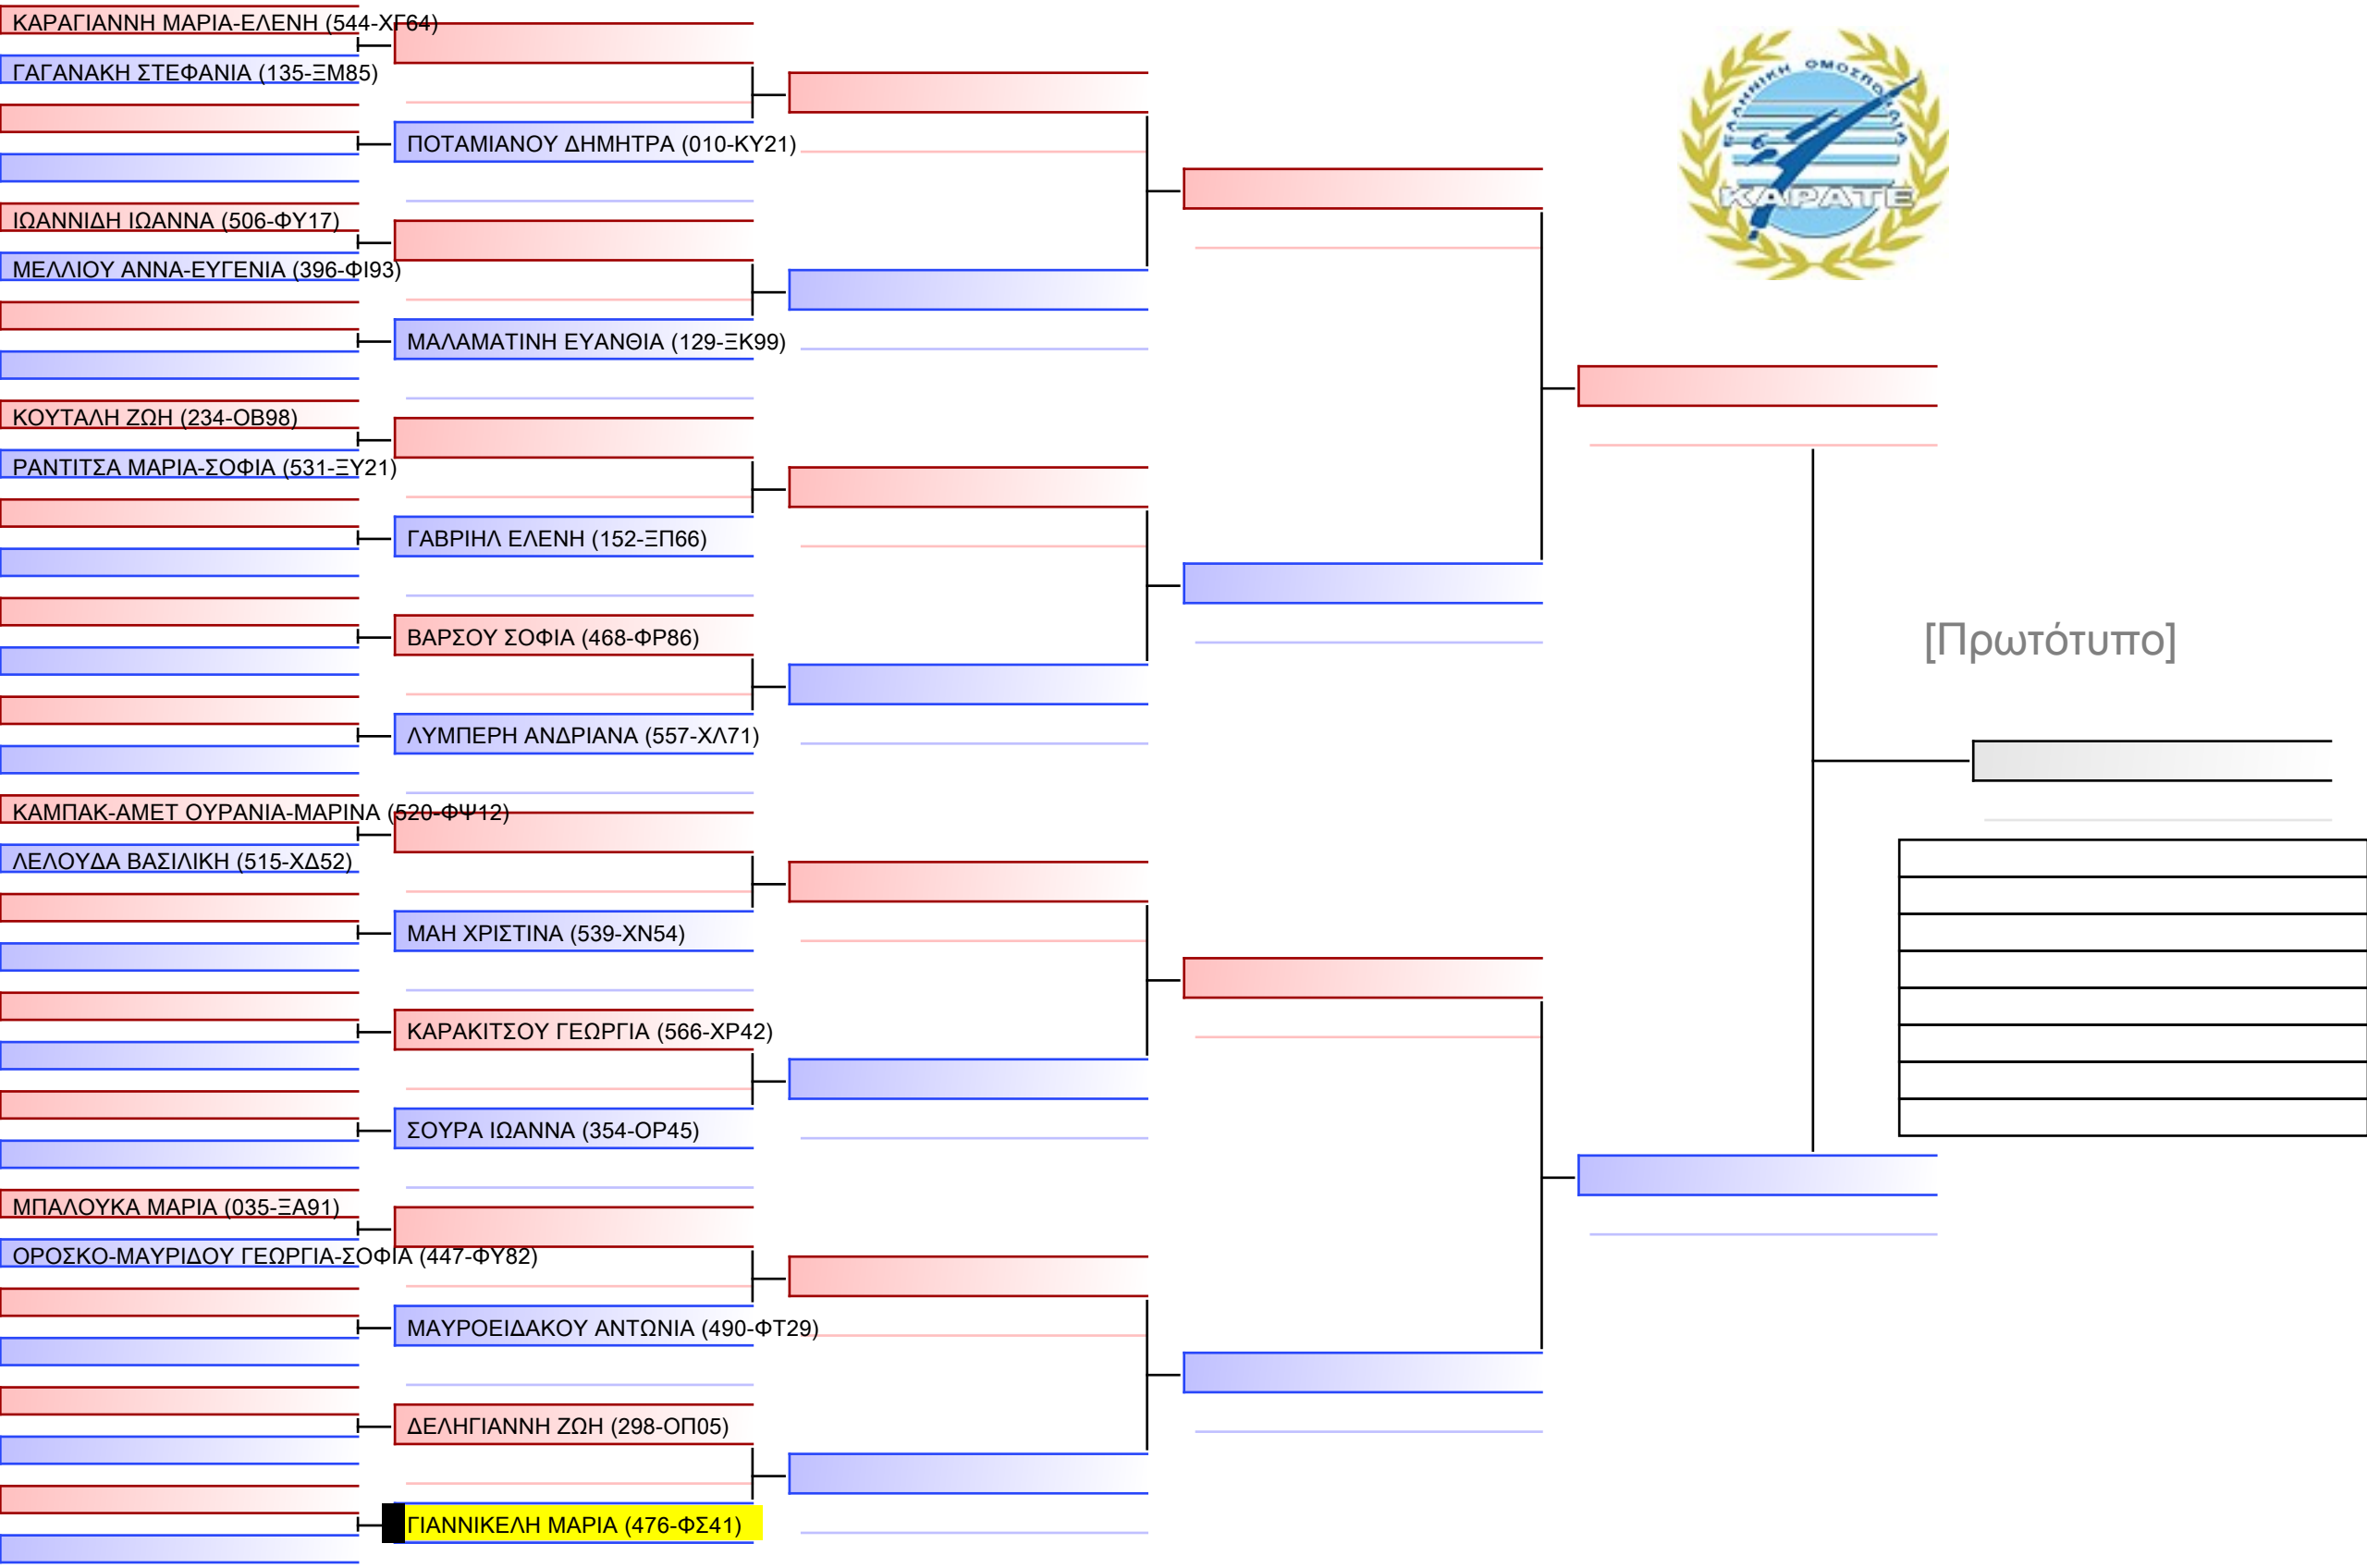 ΚΑΡΑΓΙΑΝΝΗ ΜΑΡΙΑ-ΕΛΕΝΗ (544-ΧΓ64)
ΓΑΓΑΝΑΚΗ ΣΤΕΦΑΝΙΑ (135-ΞΜ85)
ΠΟΤΑΜΙΑΝΟΥ ΔΗΜΗΤΡΑ (010-ΚΥ21)
ΙΩΑΝΝΙΔΗ ΙΩΑΝΝΑ (506-ΦΥ17)
ΜΕΛΛΙΟΥ ΑΝΝΑ-ΕΥΓΕΝΙΑ (396-ΦΙ93)
ΜΑΛΑΜΑΤΙΝΗ ΕΥΑΝΘΙΑ (129-ΞΚ99)
ΚΟΥΤΑΛΗ ΖΩΗ (234-ΟΒ98)
ΡΑΝΤΙΤΣΑ ΜΑΡΙΑ-ΣΟΦΙΑ (531-ΞΥ21)
ΓΑΒΡΙΗΛ ΕΛΕΝΗ (152-ΞΠ66)
ΒΑΡΣΟΥ ΣΟΦΙΑ (468-ΦΡ86)
ΛΥΜΠΕΡΗ ΑΝΔΡΙΑΝΑ (557-ΧΛ71)
ΚΑΜΠΑΚ-ΑΜΕΤ ΟΥΡΑΝΙΑ-ΜΑΡΙΝΑ (520-ΦΨ12)
ΛΕΛΟΥΔΑ ΒΑΣΙΛΙΚΗ (515-ΧΔ52)
ΜΑΗ ΧΡΙΣΤΙΝΑ (539-ΧΝ54)
ΚΑΡΑΚΙΤΣΟΥ ΓΕΩΡΓΙΑ (566-ΧΡ42)
ΣΟΥΡΑ ΙΩΑΝΝΑ (354-ΟΡ45)
ΜΠΑΛΟΥΚΑ ΜΑΡΙΑ (035-ΞΑ91)
ΟΡΟΣΚΟ-ΜΑΥΡΙΔΟΥ ΓΕΩΡΓΙΑ-ΣΟΦΙΑ (447-ΦΥ82)
ΜΑΥΡΟΕΙΔΑΚΟΥ ΑΝΤΩΝΙΑ (490-ΦΤ29)
ΔΕΛΗΓΙΑΝΝΗ ΖΩΗ (298-ΟΠ05)
ΓΙΑΝΝΙΚΕΛΗ ΜΑΡΙΑ (476-ΦΣ41)
ΕΛΛΗΝΙΚΗ ΟΜΟΣΠΟΝΔΙΑ
ΚΑΡΑΤΕ
[Πρωτότυπο]